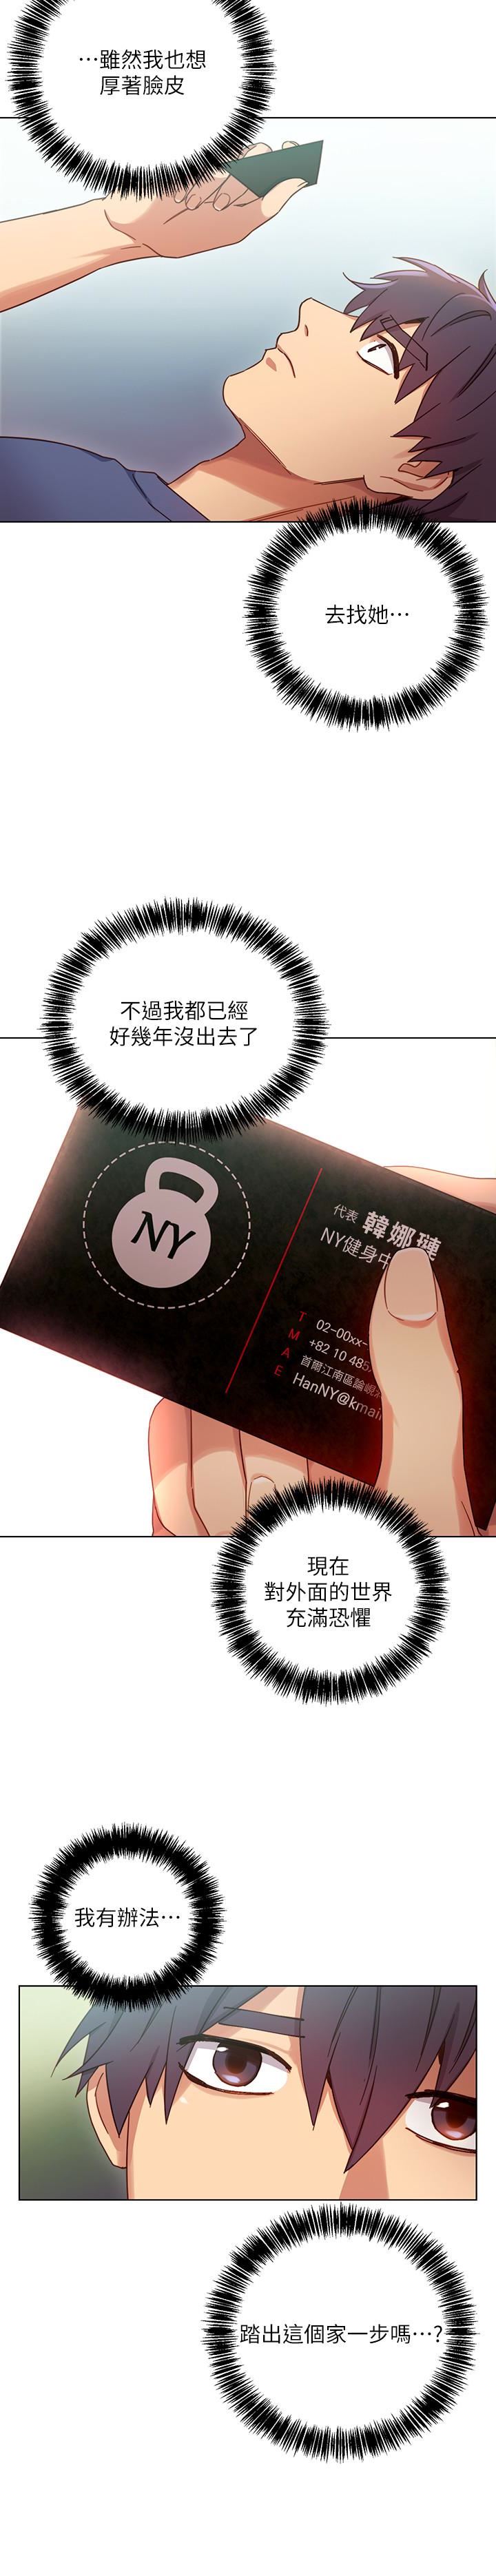 ⋯雖然我也想
厚著臉皮
去找她⋯
不過我都已經
好幾年沒出去了
NY
代表 韓娜璉
NY健身中
T 02-00xx-
M +82 10 485
A 首爾江南區論峴
E HanNY@kmail
現在
對外面的世界
充滿恐懼
我有辦法⋯
踏出這個家一步嗎⋯?